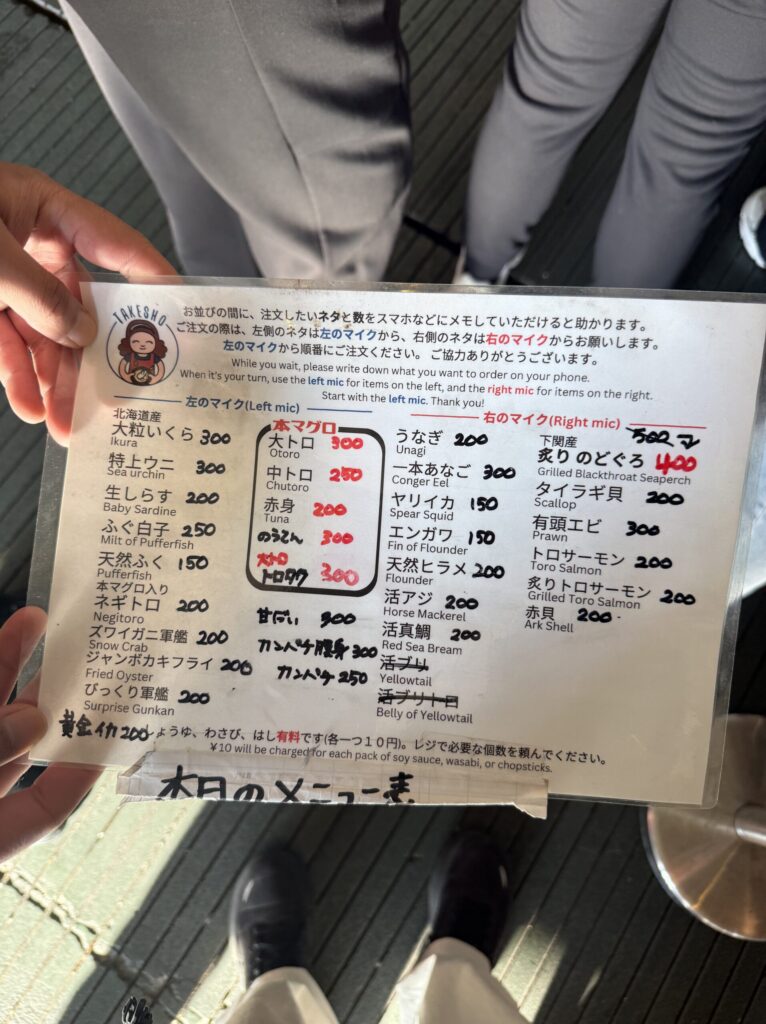 TAKESHO
お並びの間に、注文したいネタと数をスマホなどにメモしていただけると助かります。
ご注文の際は、左側のネタは左のマイクから、右側のネタは右のマイクからお願いします。
左のマイクから順番にご注文ください。ご協力ありがとうございます。
While you wait, please write down what you want to order on your phone.
When it's your turn, use the left mic for items on the left, and the right mic for items on the right.
Start with the left mic. Thank you!
左のマイク(Left mic)
北海道産
大粒いくら 300
Ikura
特上ウニ 300
Sea urchin
生しらす 200
Baby Sardine
ふぐ白子 250
Milt of Pufferfish
天然ふく 150
Pufferfish
本マグロ入り
ネギトロ 200
Negitoro
ズワイガニ軍艦 200
Snow Crab
ジャンボカキフライ 200
Fried Oyster
びっくり軍艦 200
Surprise Gunkan
黄金イカ 200
本マグロ
大トロ 300
Otoro
中トロ 250
Chutoro
赤身 200
Tuna
のうてん 300
大トロ
トロタク 300
甘だい 300
カンパチ腹身 300
カンパチ 250
右のマイク(Right mic)
うなぎ 200
Unagi
一本あなご 300
Conger Eel
ヤリイカ 150
Spear Squid
エンガワ 150
Fin of Flounder
天然ヒラメ 200
Flounder
活アジ 200
Horse Mackerel
活真鯛 200
Red Sea Bream
活ブリ
Yellowtail
活ブリトロ
Belly of Yellowtail
下関産
炙り のどぐろ 400
Grilled Blackthroat Seaperch
タイラギ貝 200
Scallop
有頭エビ 300
Prawn
トロサーモン 200
Toro Salmon
炙りトロサーモン 200
Grilled Toro Salmon
赤貝 200
Ark Shell
ょうゆ、わさび、はし有料です(各一つ１０円)。レジで必要な個数を頼んでください。
¥10 will be charged for each pack of soy sauce, wasabi, or chopsticks.
本日のメニュー表